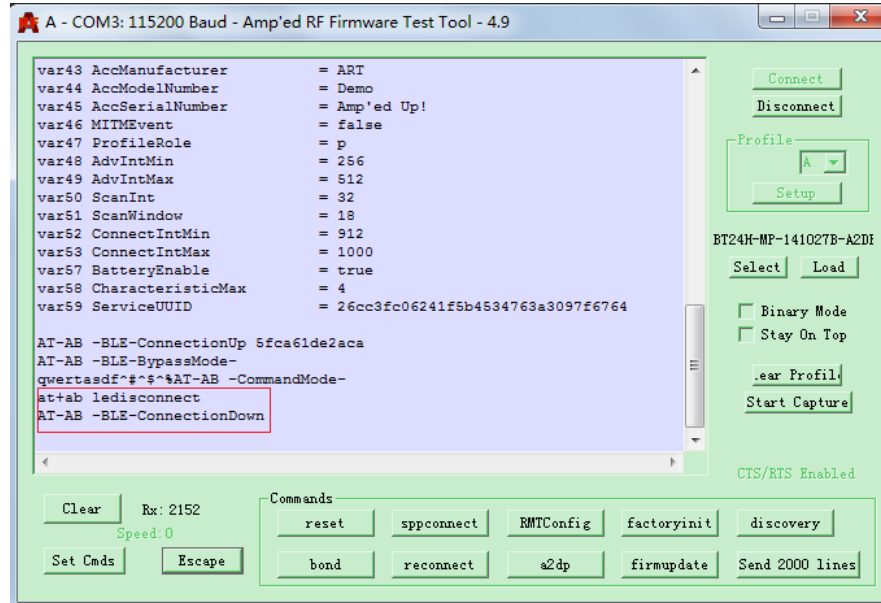 A - COM3: 115200 Baud - Amp'ed RF Firmware Test Tool - 4.9
var43 AccManufacturer = ART
var44 AccModelNumber = Demo
var45 AccSerialNumber = Amp'ed Up!
var46 MITMEvent = false
var47 ProfileRole = p
var48 AdvIntMin = 256
var49 AdvIntMax = 512
var50 ScanInt = 32
var51 ScanWindow = 18
var52 ConnectIntMin = 912
var53 ConnectIntMax = 1000
var57 BatteryEnable = true
var58 CharacteristicMax = 4
var59 ServiceUUID = 26cc3fc06241f5b4534763a3097f6764
AT-AB -BLE-ConnectionUp 5fca61de2aca
AT-AB -BLE-BypassMode-
qwertasdf^#^$^%AT-AB -CommandMode-
at+ab ledisconnect
AT-AB -BLE-ConnectionDown
Connect
Disconnect
Profile
A
Setup
BT24H-MP-141027B-A2DI
Select Load
Binary Mode
Stay On Top
.ear Profil
Start Capture
CTS/RTS Enabled
Clear Rx: 2152
Speed:0
Set Cmds Escape
Commands
reset sppconnect RMTConfig factoryinit discovery
bond reconnect a2dp firmupdate Send 2000 lines